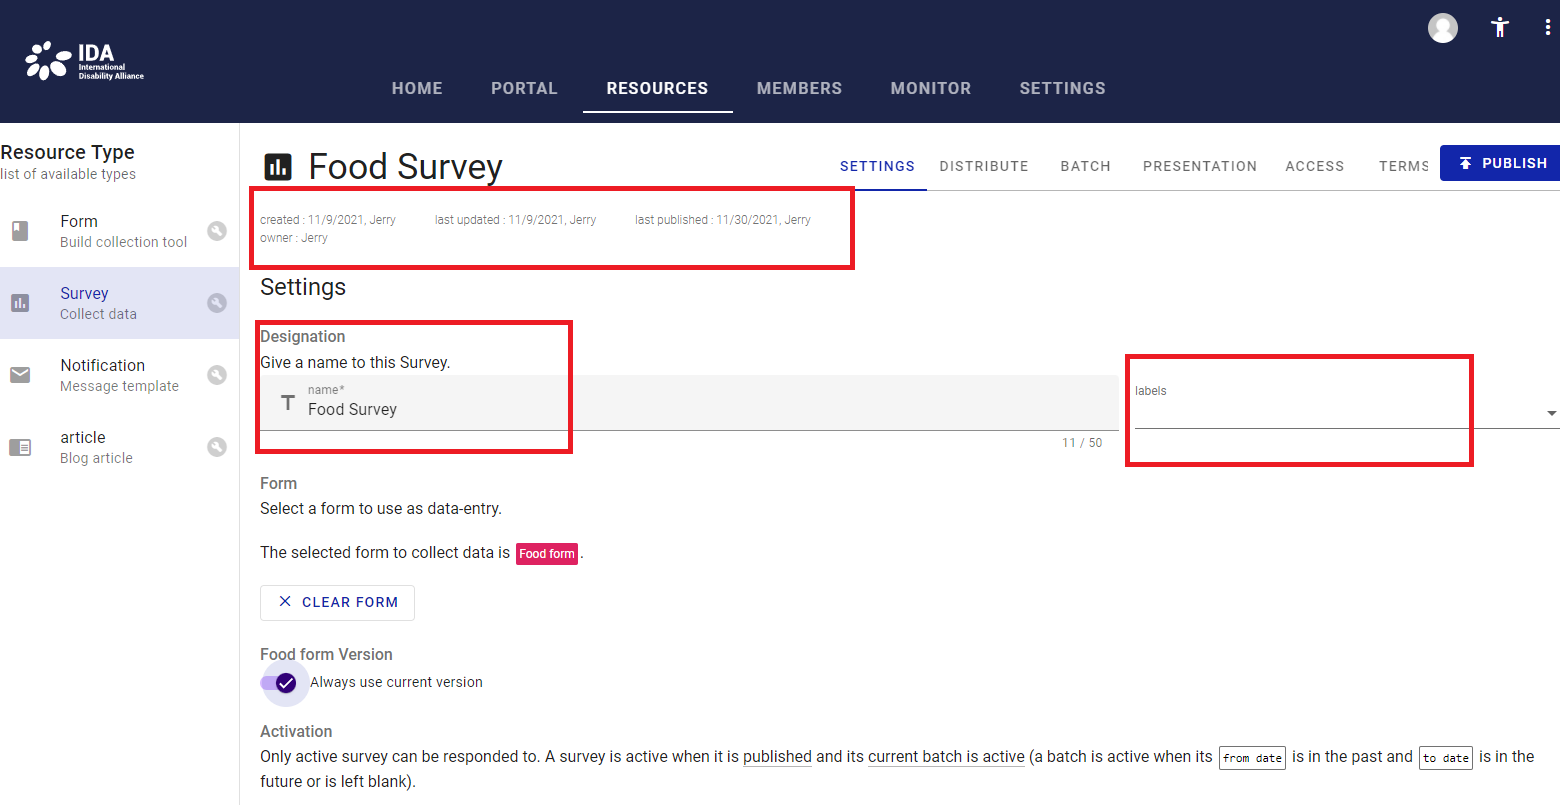 IDA
International
Disability Alliance
HOME PORTAL RESOURCES MEMBERS MONITOR SETTINGS
Resource Type
list of available types
Form
Build collection tool
Survey
Collect data
Notification
Message template
article
Blog article
Food Survey
SETTINGS DISTRIBUTE BATCH PRESENTATION ACCESS TERMS PUBLISH
created : 11/9/2021, Jerry last updated : 11/9/2021, Jerry last published : 11/30/2021, Jerry
owner : Jerry
Settings
Designation
Give a name to this Survey.
name*
Food Survey
11 / 50
labels
Form
Select a form to use as data-entry.
The selected form to collect data is Food form .
CLEAR FORM
Food form Version
Always use current version
Activation
Only active survey can be responded to. A survey is active when it is published and its current batch is active (a batch is active when its from date is in the past and to date is in the
future or is left blank).